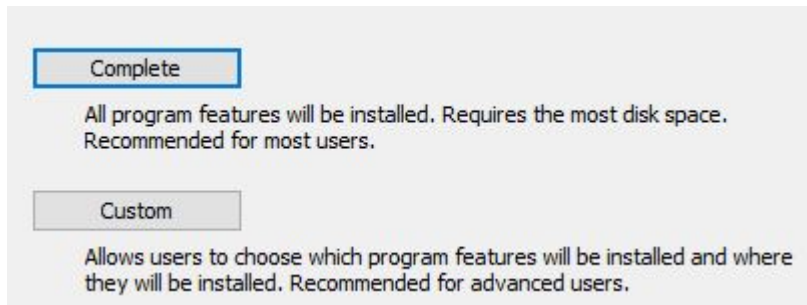 Complete
All program features will be installed. Requires the most disk space.
Recommended for most users.
Custom
Allows users to choose which program features will be installed and where
they will be installed. Recommended for advanced users.